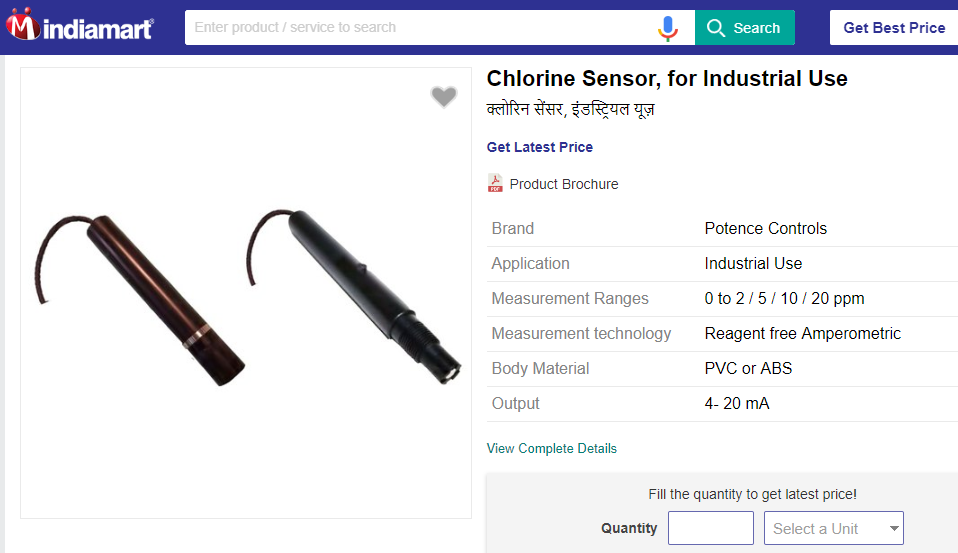 indiamart
Enter product / service to search
Search
Get Best Price
Chlorine Sensor, for Industrial Use
क्लोरिन सेंसर, इंडस्ट्रियल यूज़
Get Latest Price
PDF
Product Brochure
Brand Potence Controls
Application Industrial Use
Measurement Ranges 0 to 2 / 5 / 10 / 20 ppm
Measurement technology Reagent free Amperometric
Body Material PVC or ABS
Output 4- 20 mA
View Complete Details
Fill the quantity to get latest price!
Quantity Select a Unit